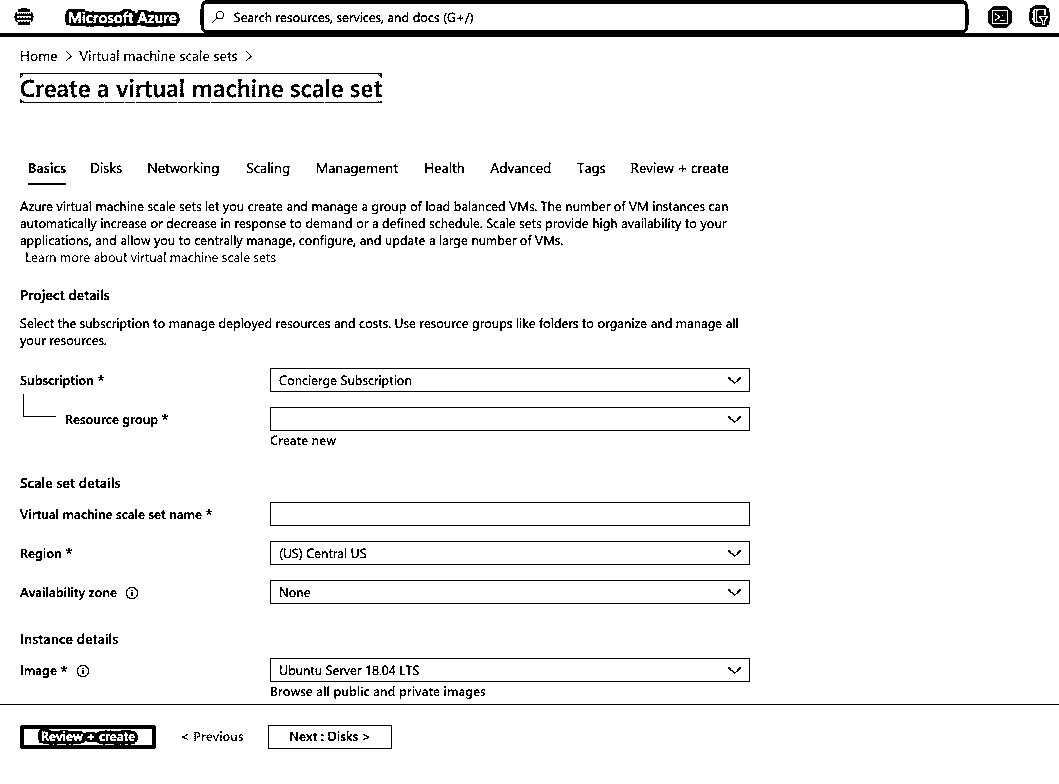 Microsoft Azure
Search resources, services, and docs (G+/)
Home > Virtual machine scale sets >
Create a virtual machine scale set
Basics Disks Networking Scaling Management Health Advanced Tags Review + create
Azure virtual machine scale sets let you create and manage a group of load balanced VMs. The number of VM instances can
automatically increase or decrease in response to demand or a defined schedule. Scale sets provide high availability to your
applications, and allow you to centrally manage, configure, and update a large number of VMs.
Learn more about virtual machine scale sets
Project details
Select the subscription to manage deployed resources and costs. Use resource groups like folders to organize and manage all
your resources.
Subscription * Concierge Subscription
Resource group *
Create new
Scale set details
Virtual machine scale set name *
Region * (US) Central US
Availability zone None
Instance details
Image * Ubuntu Server 18.04 LTS
Browse all public and private images
Review + create < Previous Next : Disks >